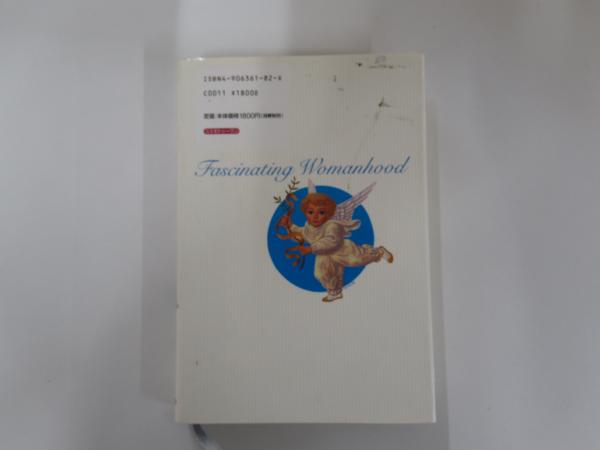 ISBN4-906361-82-X
C0011 ¥1800E
定価:本体価格1800円(消費税別)
Fascinating Womanhood